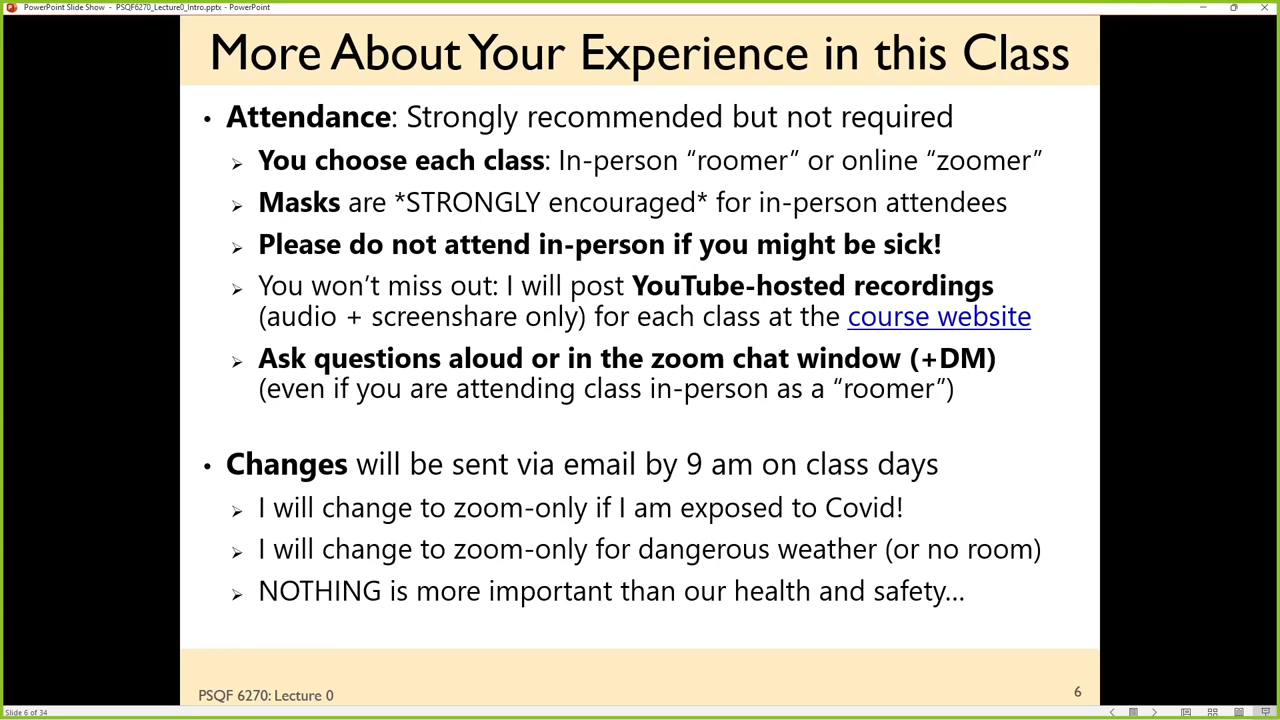 PowerPoint Slide Show - PSQF6270_Lecture0_Intro.pptx - PowerPoint
More About Your Experience in this Class
• Attendance: Strongly recommended but not required
➢ You choose each class: In-person “roomer” or online “zoomer”
➢ Masks are *STRONGLY encouraged* for in-person attendees
➢ Please do not attend in-person if you might be sick!
➢ You won’t miss out: I will post YouTube-hosted recordings
(audio + screenshare only) for each class at the course website
➢ Ask questions aloud or in the zoom chat window (+DM)
(even if you are attending class in-person as a “roomer”)
• Changes will be sent via email by 9 am on class days
➢ I will change to zoom-only if I am exposed to Covid!
➢ I will change to zoom-only for dangerous weather (or no room)
➢ NOTHING is more important than our health and safety…
PSQF 6270: Lecture 0
6
Slide 6 of 34